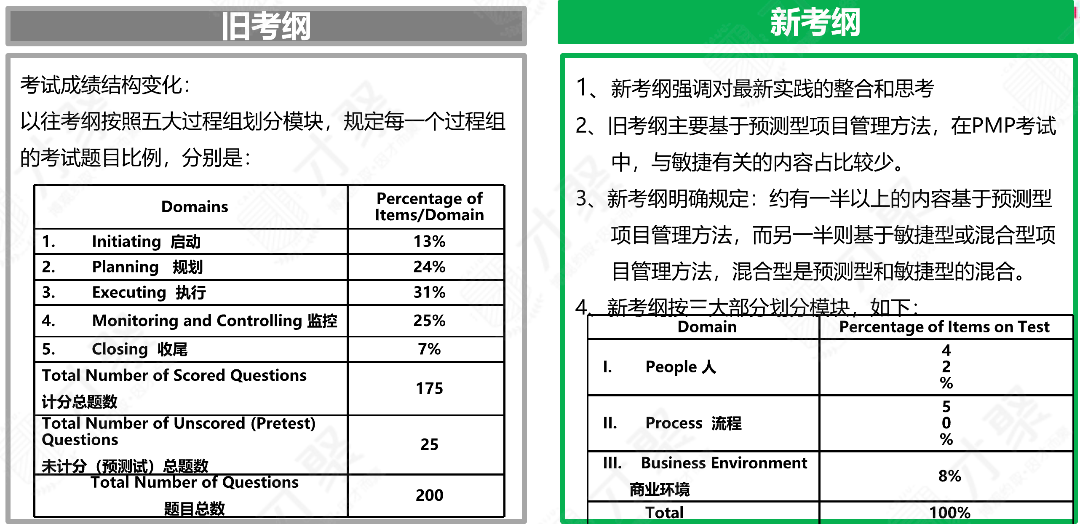 旧考纲
考试成绩结构变化：
以往考纲按照五大过程组划分模块，规定每一个过程组
的考试题目比例，分别是：
Domains Percentage of
Items/Domain
1. Initiating 启动 13%
2. Planning 规划 24%
3. Executing 执行 31%
4. Monitoring and Controlling 监控 25%
5. Closing 收尾 7%
Total Number of Scored Questions
计分总题数 175
Total Number of Unscored (Pretest)
Questions 25
未计分（预测试）总题数
Total Number of Questions 200
题目总数
新考纲
1、新考纲强调对最新实践的整合和思考
2、旧考纲主要基于预测型项目管理方法，在PMP考试
中，与敏捷有关的内容占比较少。
3、新考纲明确规定：约有一半以上的内容基于预测型
项目管理方法，而另一半则基于敏捷型或混合型项
目管理方法，混合型是预测型和敏捷型的混合。
4、新考纲按三大部分划分模块，如下：
Domain Percentage of Items on Test
I. People 人 4
2
%
II. Process 流程 5
0
%
III. Business Environment 8%
商业环境
Total 100%
才聚